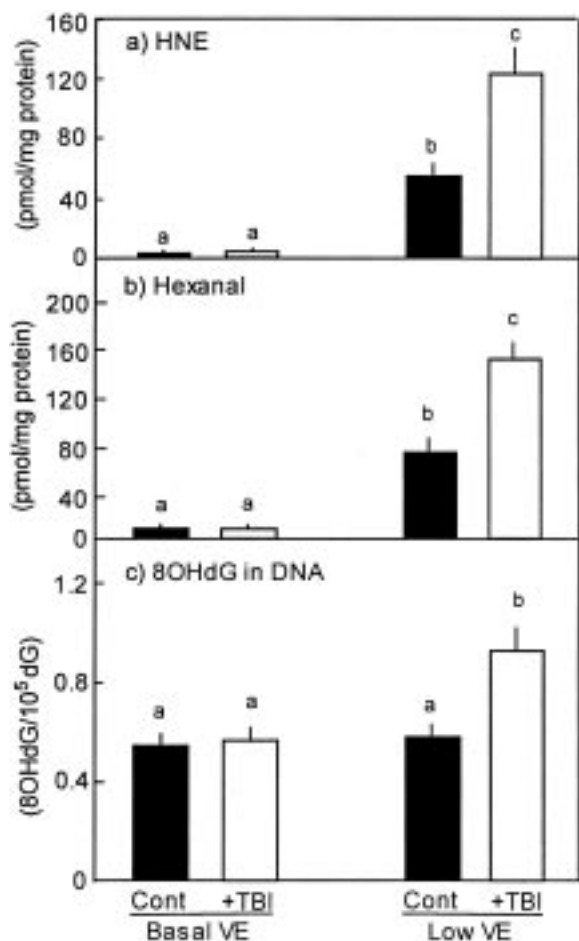 160
a) HNE
c
120
(pmol/mg protein)
80
b
40
a a
0
b) Hexanal
200
c
160
(pmol/mg protein)
120
b
80
40
a a
0
c) 8OHdG in DNA
1.2
b
(8OHdG/10⁵dG)
0.8
a a a
0.4
0
Cont +TBI Cont +TBI
Basal VE Low VE